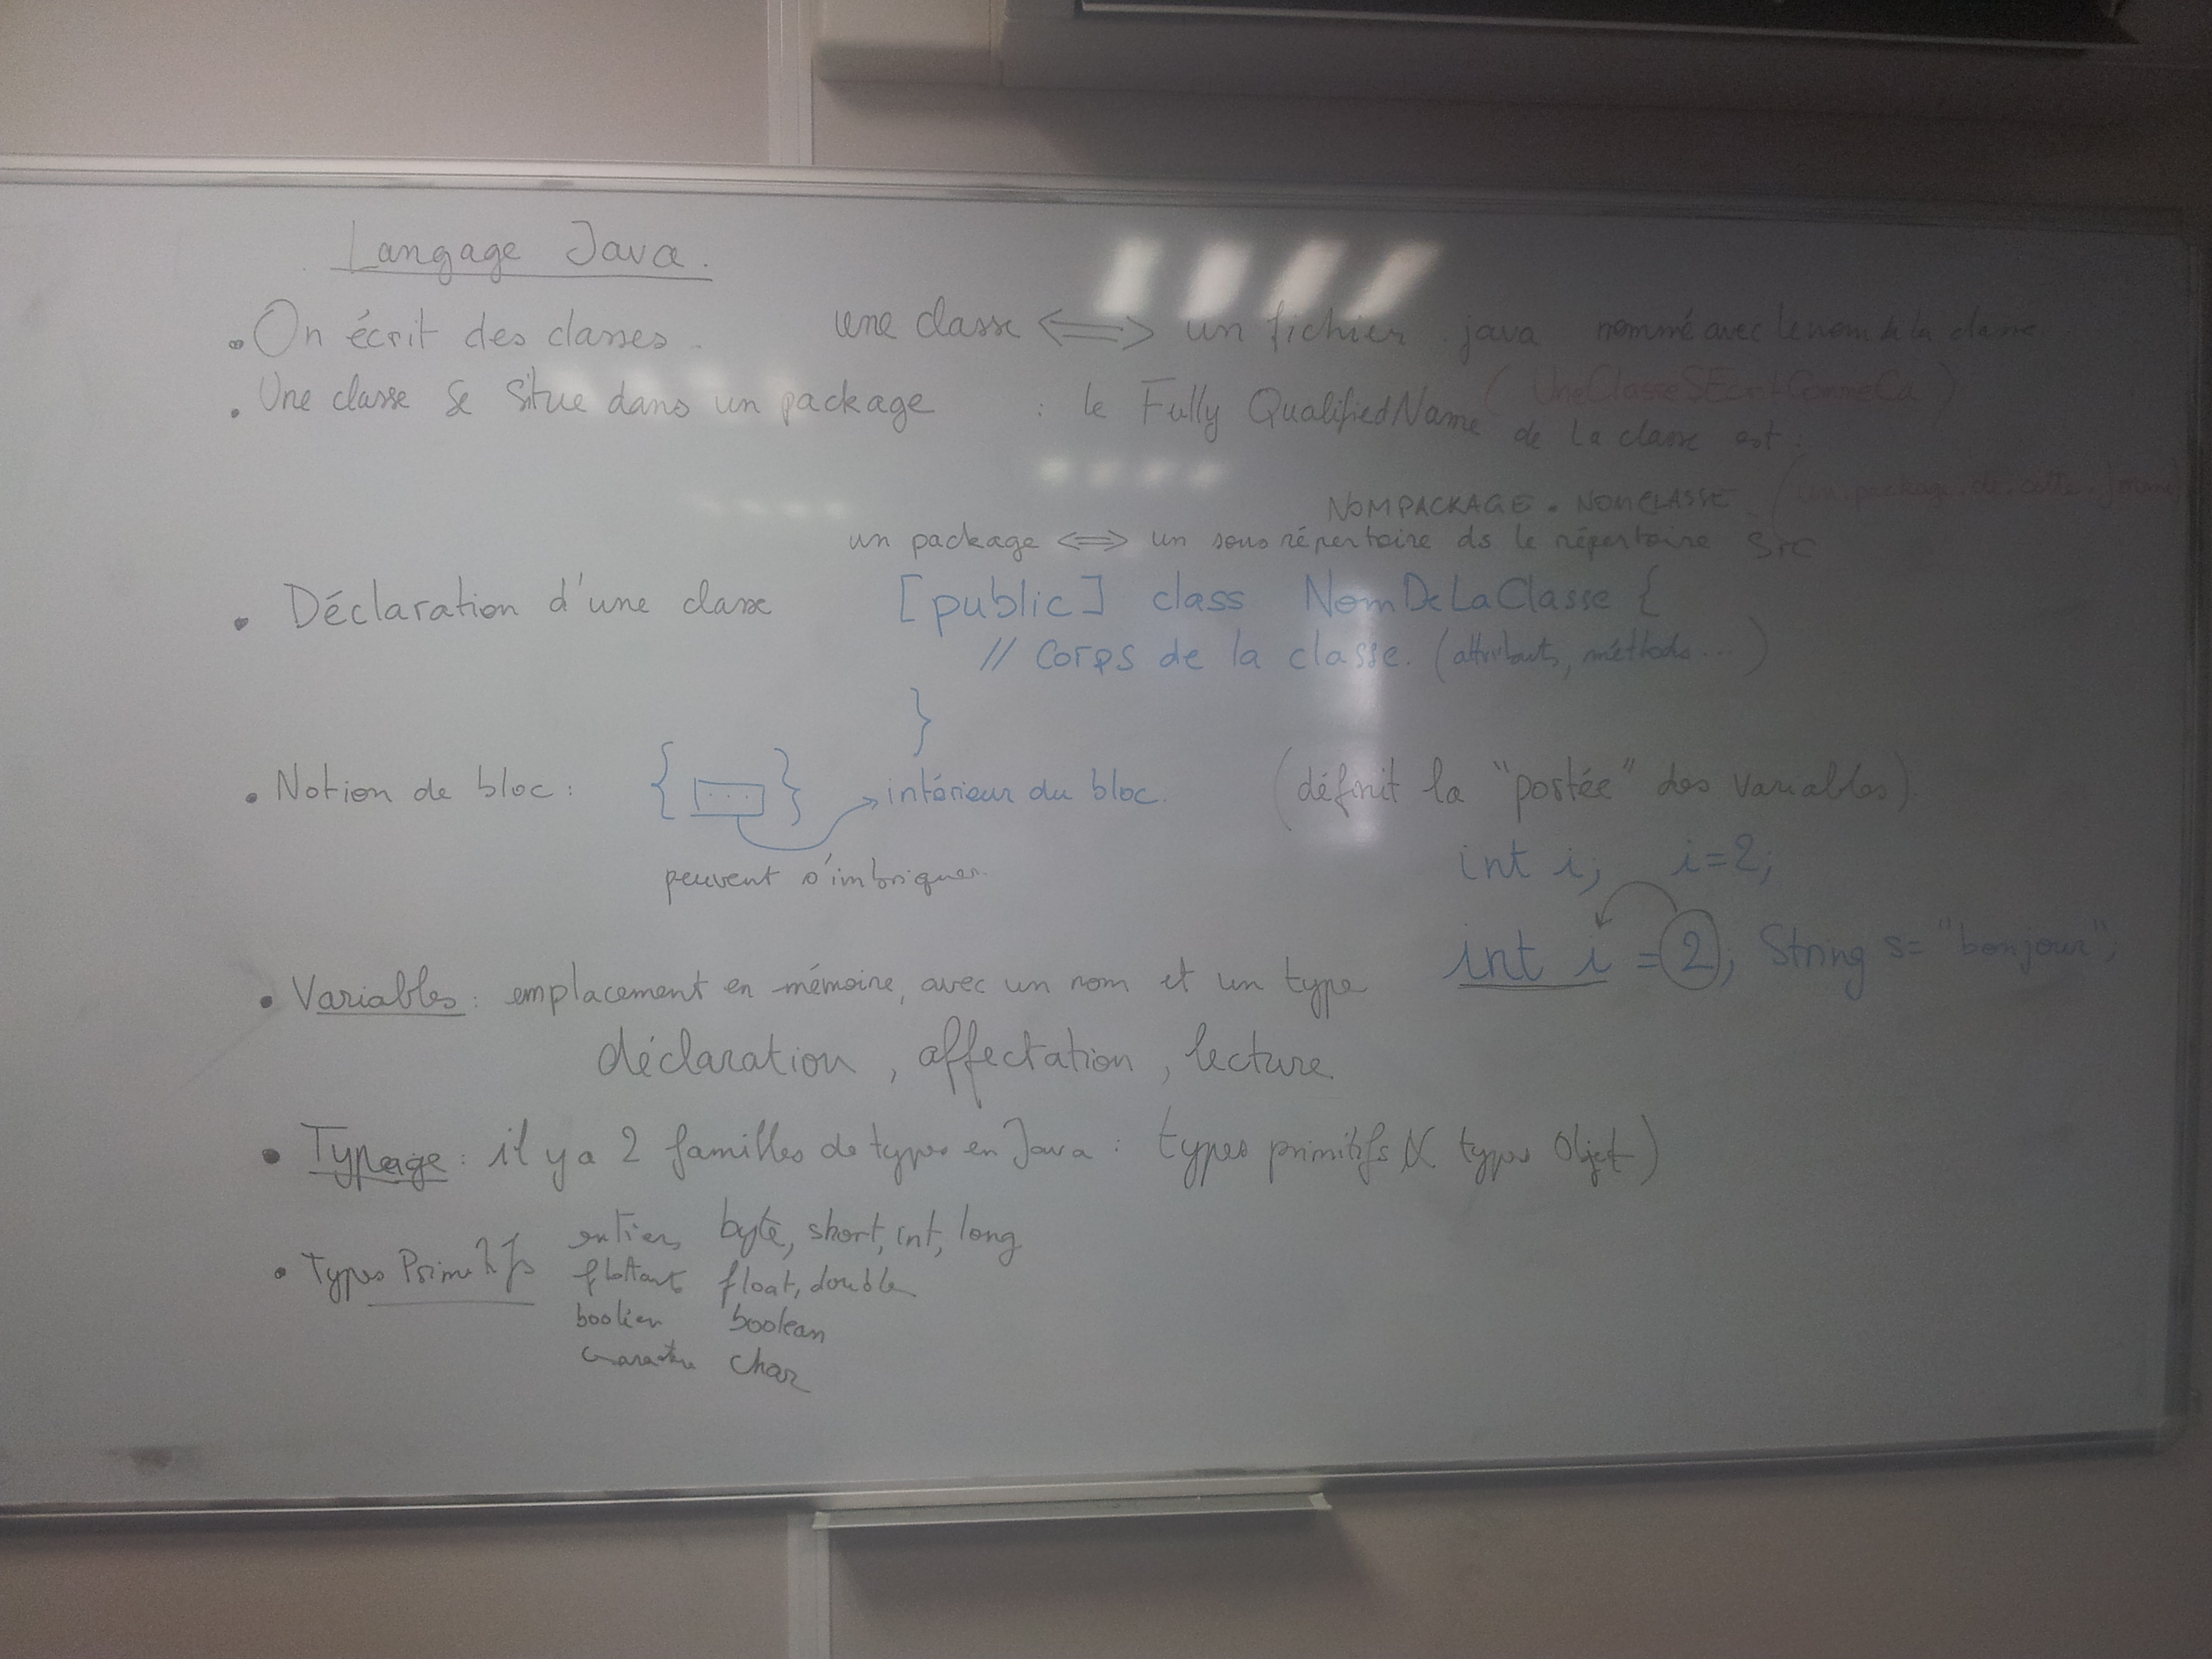 Langage Java.
• On écrit des classes. une classe <=> un fichier .java nommé avec le nom de la classe
(UneClasseSEcritCommeCa)
• Une classe se situe dans un package : le Fully QualifiedName de la classe est :
NOMPACKAGE . NOMCLASSE (un.package.de.cette.forme)
un package <=> un sous répertoire ds le répertoire src
• Déclaration d'une classe [public] class NomDeLaClasse {
// Corps de la classe. (attributs, méthodes ...)
}
• Notion de bloc : { ... } intérieur du bloc. (définit la "portée" des variables).
peuvent s'imbriquer.
int i; i=2;
int i = 2; String s= "bonjour";
• Variables : emplacement en mémoire, avec un nom et un type
déclaration, affectation, lecture
• Typage : il y a 2 familles de types en Java : types primitifs types Objet)
• Types Primitifs entiers byte, short, int, long
flottant float, double
booléen boolean
caractère char